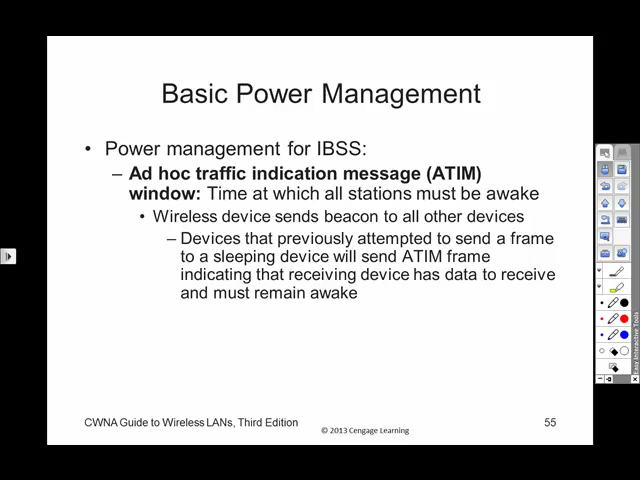 Basic Power Management
• Power management for IBSS:
– Ad hoc traffic indication message (ATIM)
window: Time at which all stations must be awake
• Wireless device sends beacon to all other devices
– Devices that previously attempted to send a frame
to a sleeping device will send ATIM frame
indicating that receiving device has data to receive
and must remain awake
CWNA Guide to Wireless LANs, Third Edition
© 2013 Cengage Learning
55
Easy Interactive Tools